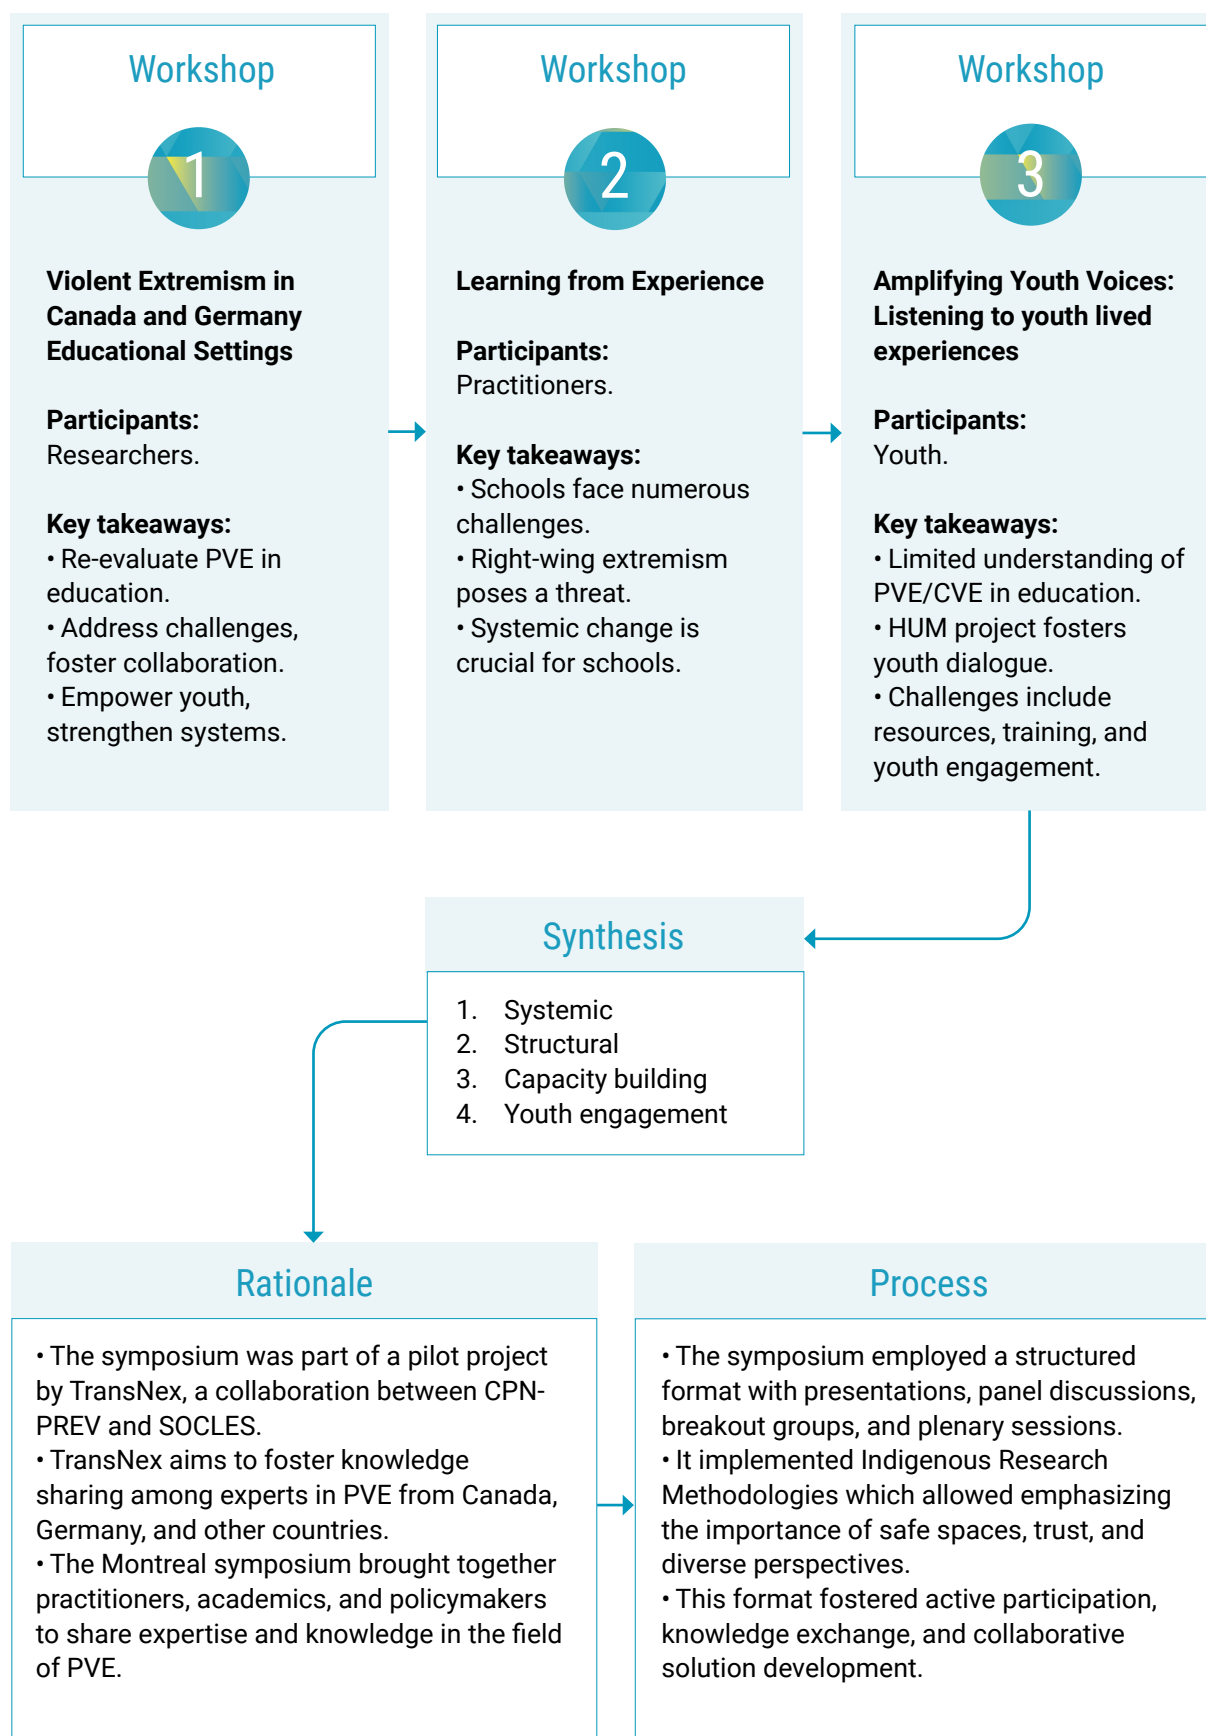 Workshop
1
Violent Extremism in
Canada and Germany
Educational Settings
Participants:
Researchers.
Key takeaways:
• Re-evaluate PVE in
education.
• Address challenges,
foster collaboration.
• Empower youth,
strengthen systems.
Workshop
2
Learning from Experience
Participants:
Practitioners.
Key takeaways:
• Schools face numerous
challenges.
• Right-wing extremism
poses a threat.
• Systemic change is
crucial for schools.
Workshop
3
Amplifying Youth Voices:
Listening to youth lived
experiences
Participants:
Youth.
Key takeaways:
• Limited understanding of
PVE/CVE in education.
• HUM project fosters
youth dialogue.
• Challenges include
resources, training, and
youth engagement.
Synthesis
1. Systemic
2. Structural
3. Capacity building
4. Youth engagement
Rationale
• The symposium was part of a pilot project
by TransNex, a collaboration between CPN-
PREV and SOCLES.
• TransNex aims to foster knowledge
sharing among experts in PVE from Canada,
Germany, and other countries.
• The Montreal symposium brought together
practitioners, academics, and policymakers
to share expertise and knowledge in the field
of PVE.
Process
• The symposium employed a structured
format with presentations, panel discussions,
breakout groups, and plenary sessions.
• It implemented Indigenous Research
Methodologies which allowed emphasizing
the importance of safe spaces, trust, and
diverse perspectives.
• This format fostered active participation,
knowledge exchange, and collaborative
solution development.